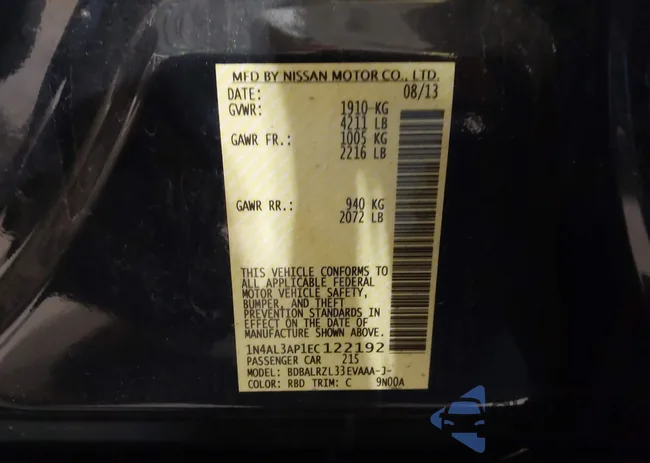 MFD BY NISSAN MOTOR CO., LTD.
DATE: 08/13
GVWR: 1910 KG
4211 LB
GAWR FR.: 1005 KG
2216 LB
GAWR RR.: 940 KG
2072 LB
THIS VEHICLE CONFORMS TO
ALL APPLICABLE FEDERAL
MOTOR VEHICLE SAFETY,
BUMPER, AND THEFT
PREVENTION STANDARDS IN
EFFECT ON THE DATE OF
MANUFACTURE SHOWN ABOVE.
1N4AL3AP1EC122192
PASSENGER CAR 215
MODEL: BDBALRZL33EVAAA-J-
COLOR: RBD TRIM: C 9N00A